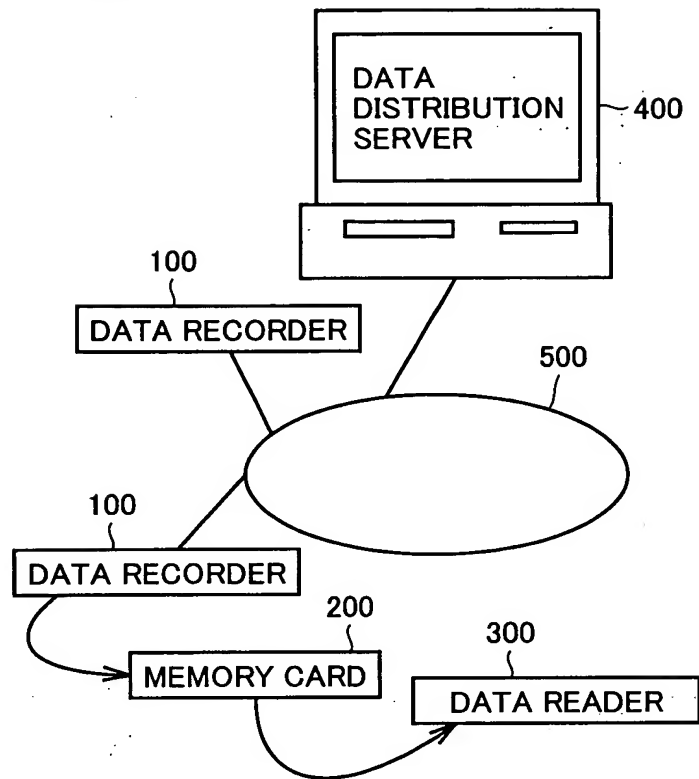 DATA
DISTRIBUTION
SERVER
400
100
DATA RECORDER
500
100
DATA RECORDER
200
MEMORY CARD
300
DATA READER